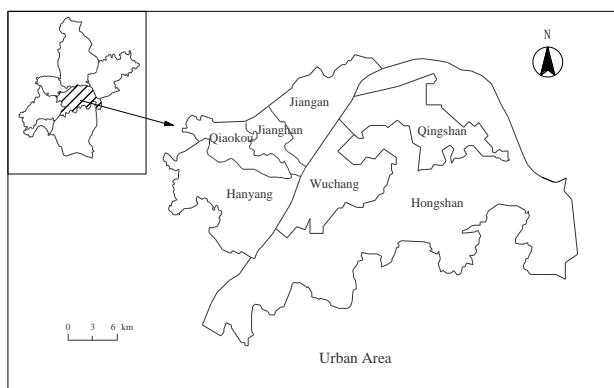 N
Jiangan
Jianghan
Qiaokou
Qingshan
Wuchang
Hanyang
Hongshan
0 3 6 km
Urban Area